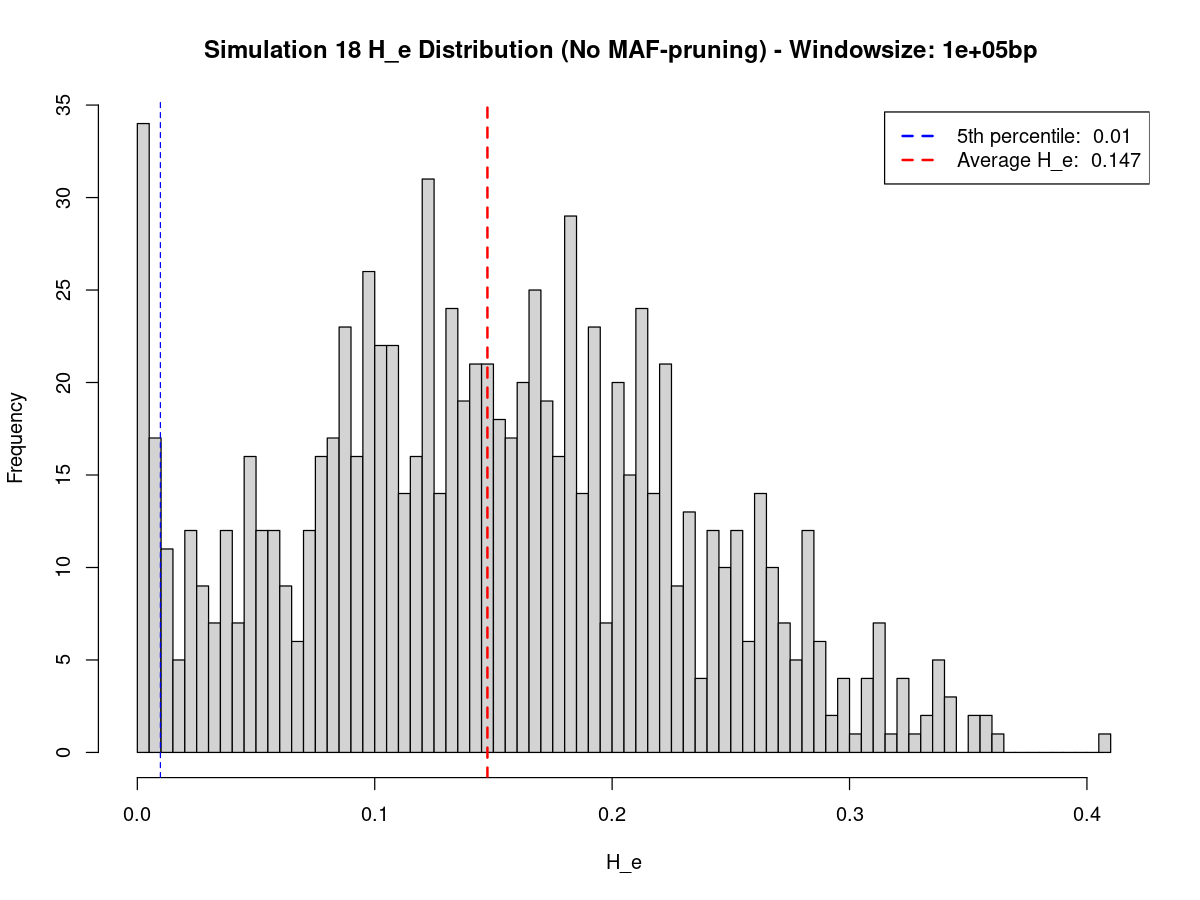 Simulation 18 H_e Distribution (No MAF-pruning) - Windowsize: 1e+05bp
5th percentile:  0.01
Average H_e:  0.147
Frequency
35
30
25
20
15
10
5
0
0.0 0.1 0.2 0.3 0.4
H_e